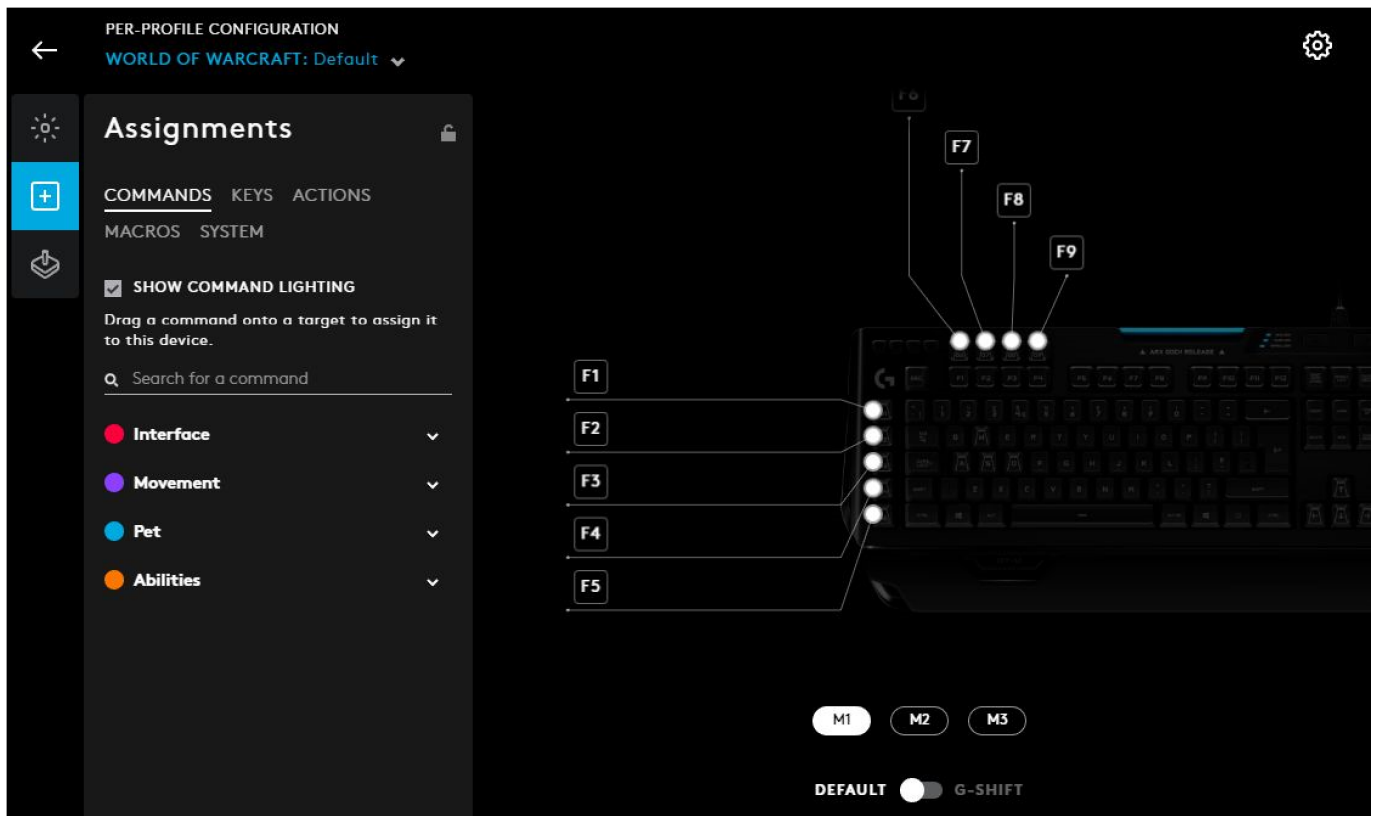 PER-PROFILE CONFIGURATION
WORLD OF WARCRAFT: Default
Assignments
COMMANDS KEYS ACTIONS
MACROS SYSTEM
SHOW COMMAND LIGHTING
Drag a command onto a target to assign it
to this device.
Search for a command
Interface
Movement
Pet
Abilities
F6
F7
F8
F9
F1
F2
F3
F4
F5
M1 M2 M3
DEFAULT G-SHIFT